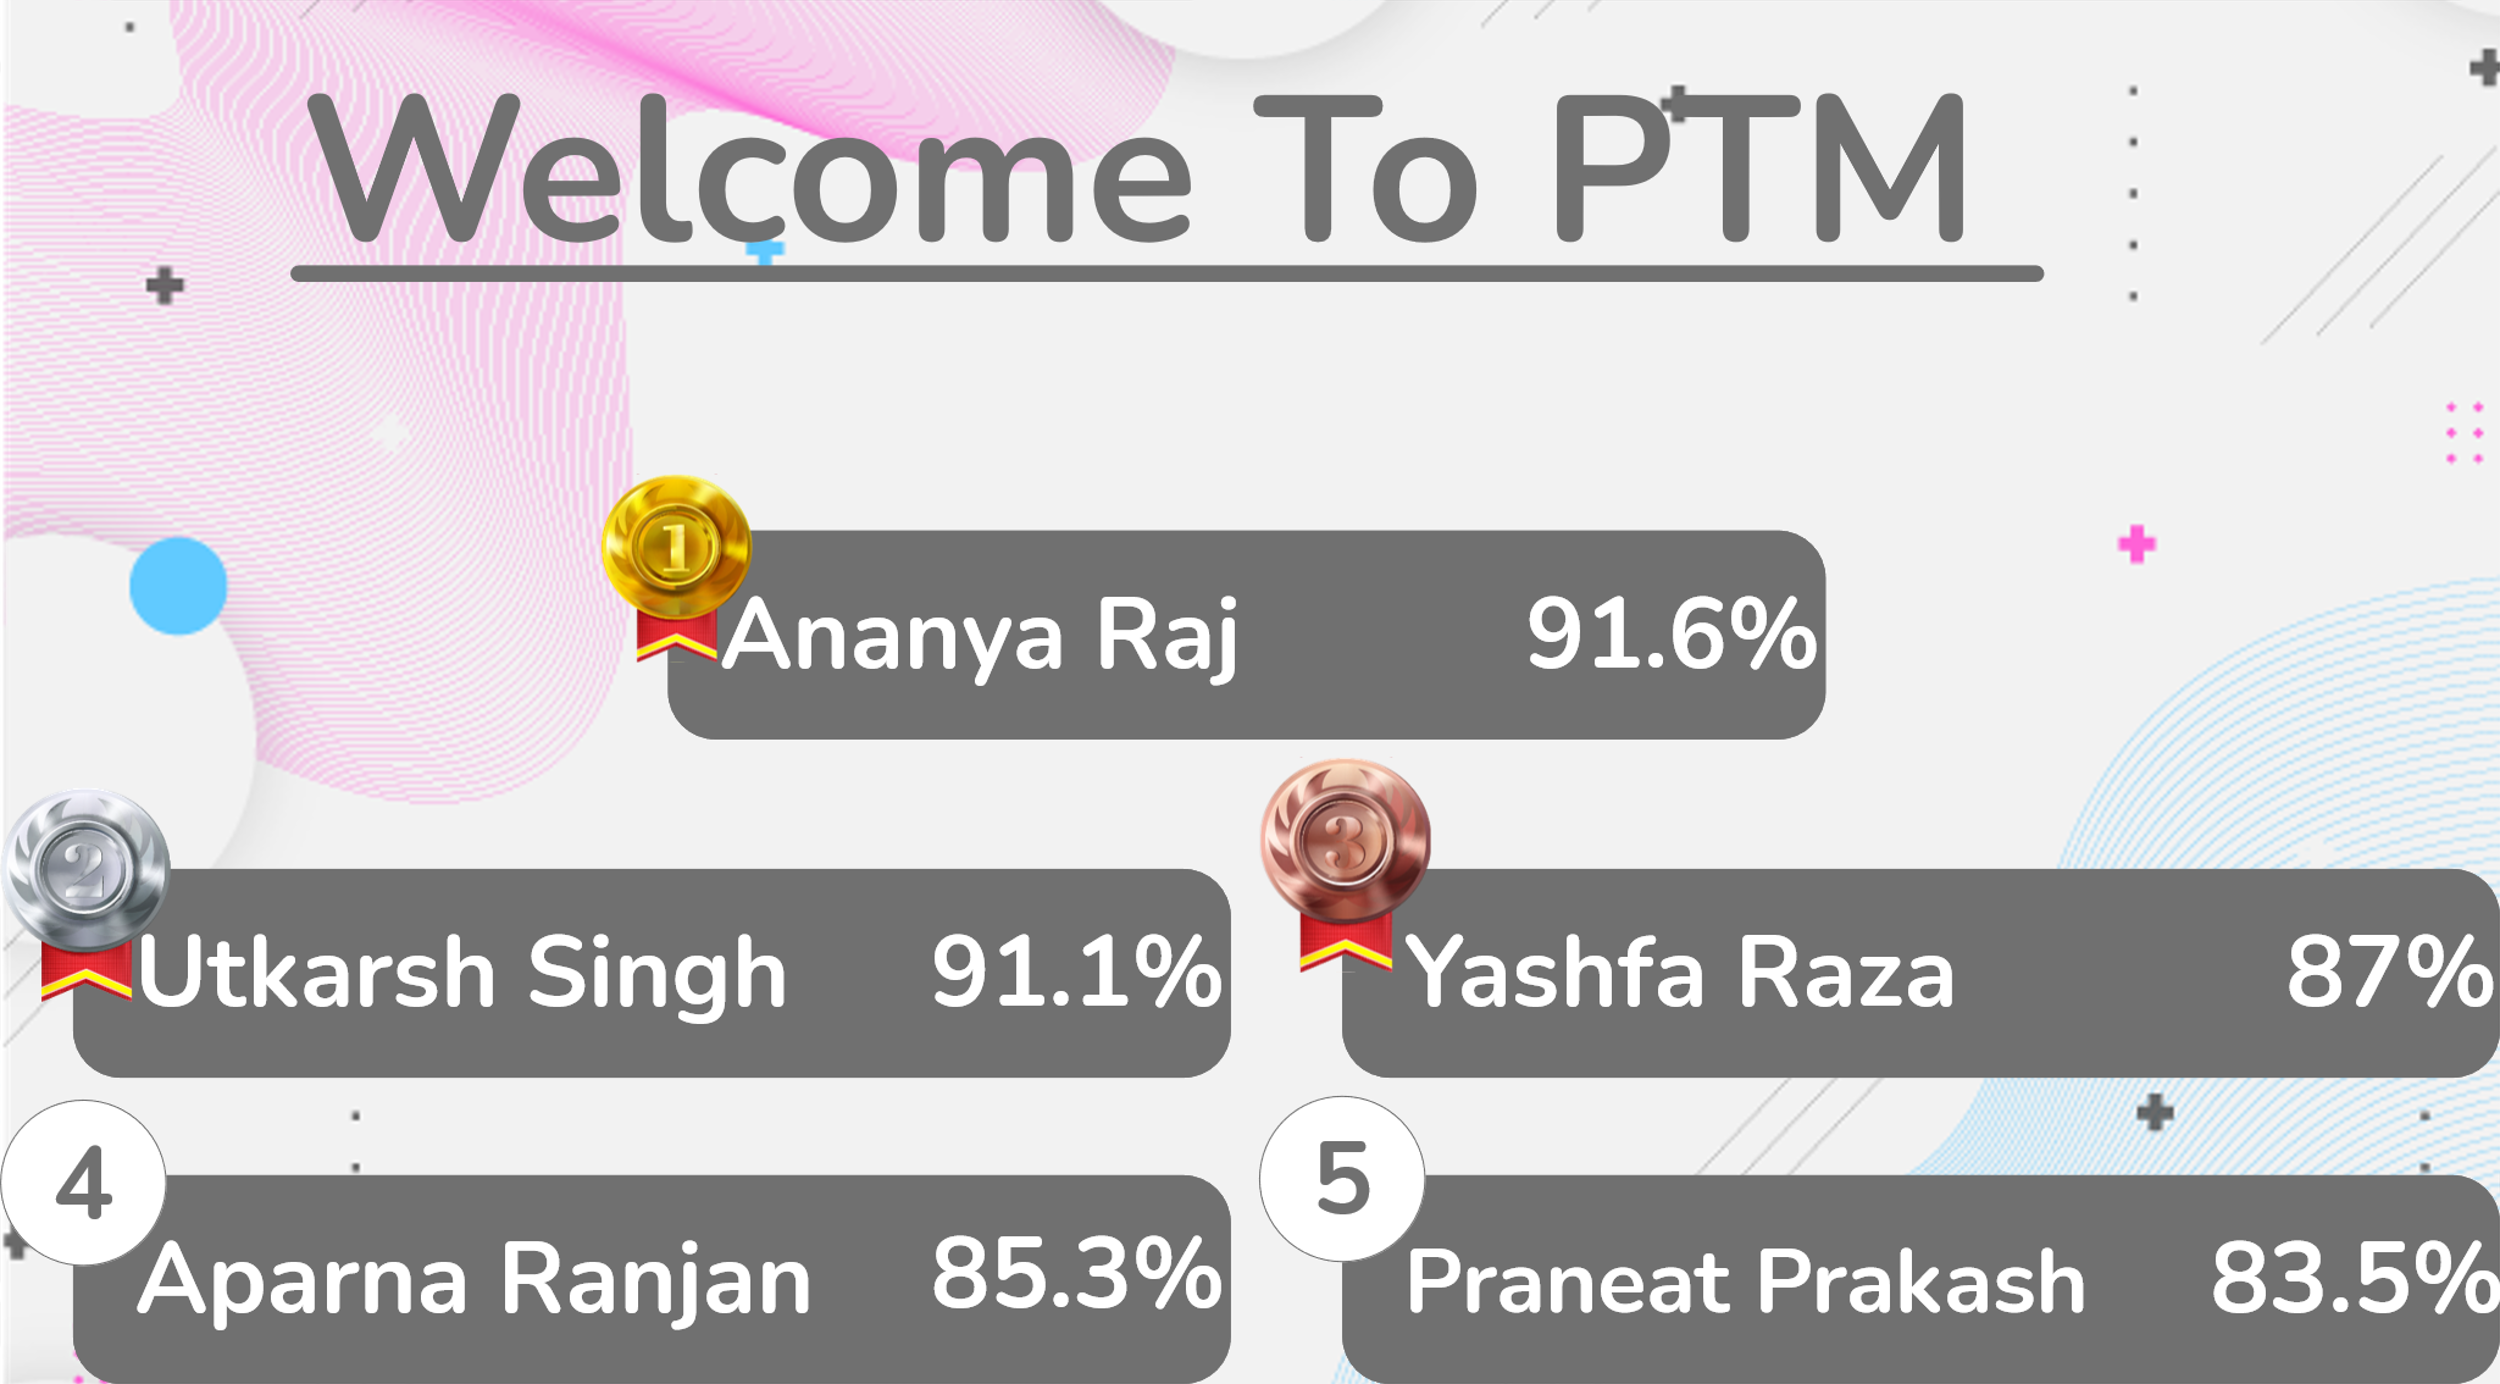 Welcome To PTM
1
Ananya Raj 91.6%
2
Utkarsh Singh 91.1%
3
Yashfa Raza 87%
4
Aparna Ranjan 85.3%
5
Praneat Prakash 83.5%